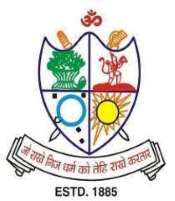 ॐ
जो राखे निज धर्म को तेहि राखे करतार
ESTD. 1885